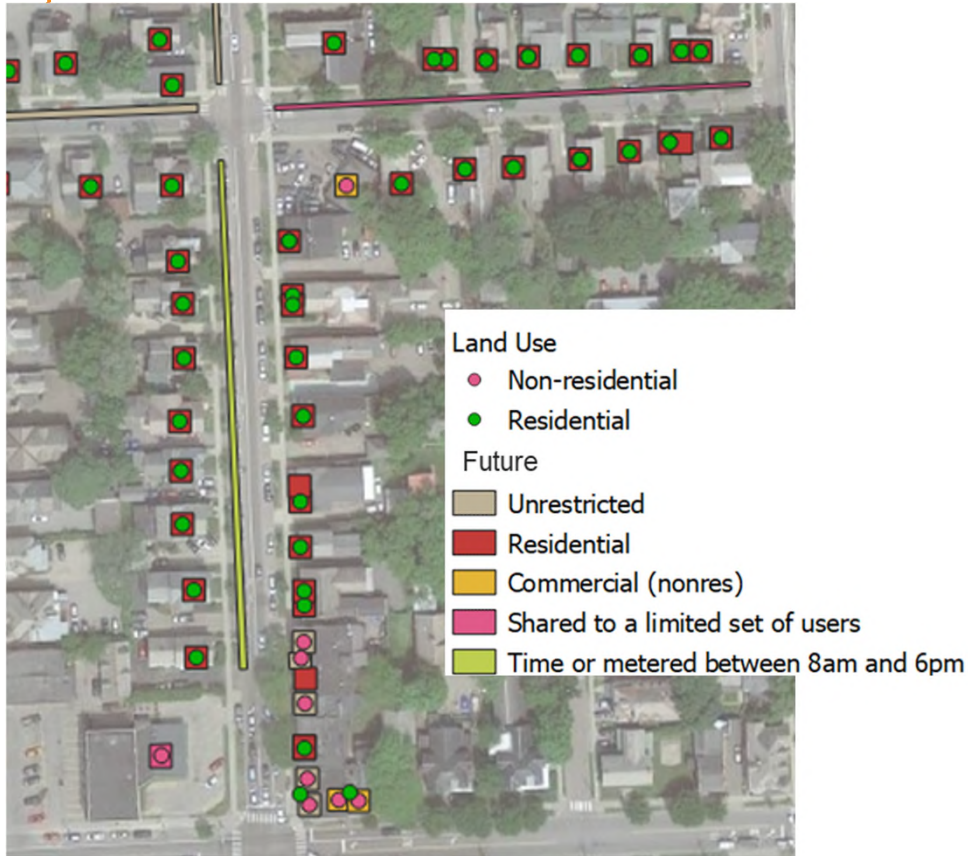 Land Use
Non-residential
Residential
Future
Unrestricted
Residential
Commercial (nonres)
Shared to a limited set of users
Time or metered between 8am and 6pm